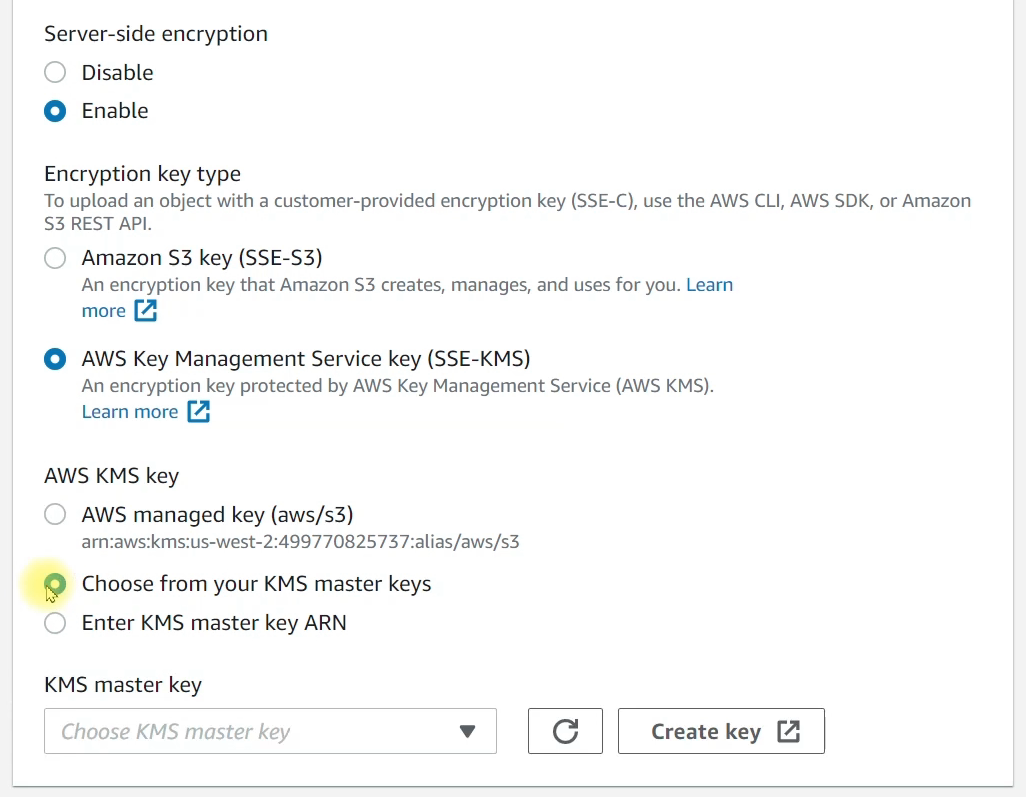 Server-side encryption
Disable
Enable
Encryption key type
To upload an object with a customer-provided encryption key (SSE-C), use the AWS CLI, AWS SDK, or Amazon
S3 REST API.
Amazon S3 key (SSE-S3)
An encryption key that Amazon S3 creates, manages, and uses for you. Learn
more
AWS Key Management Service key (SSE-KMS)
An encryption key protected by AWS Key Management Service (AWS KMS).
Learn more
AWS KMS key
AWS managed key (aws/s3)
arn:aws:kms:us-west-2:499770825737:alias/aws/s3
Choose from your KMS master keys
Enter KMS master key ARN
KMS master key
Choose KMS master key
Create key